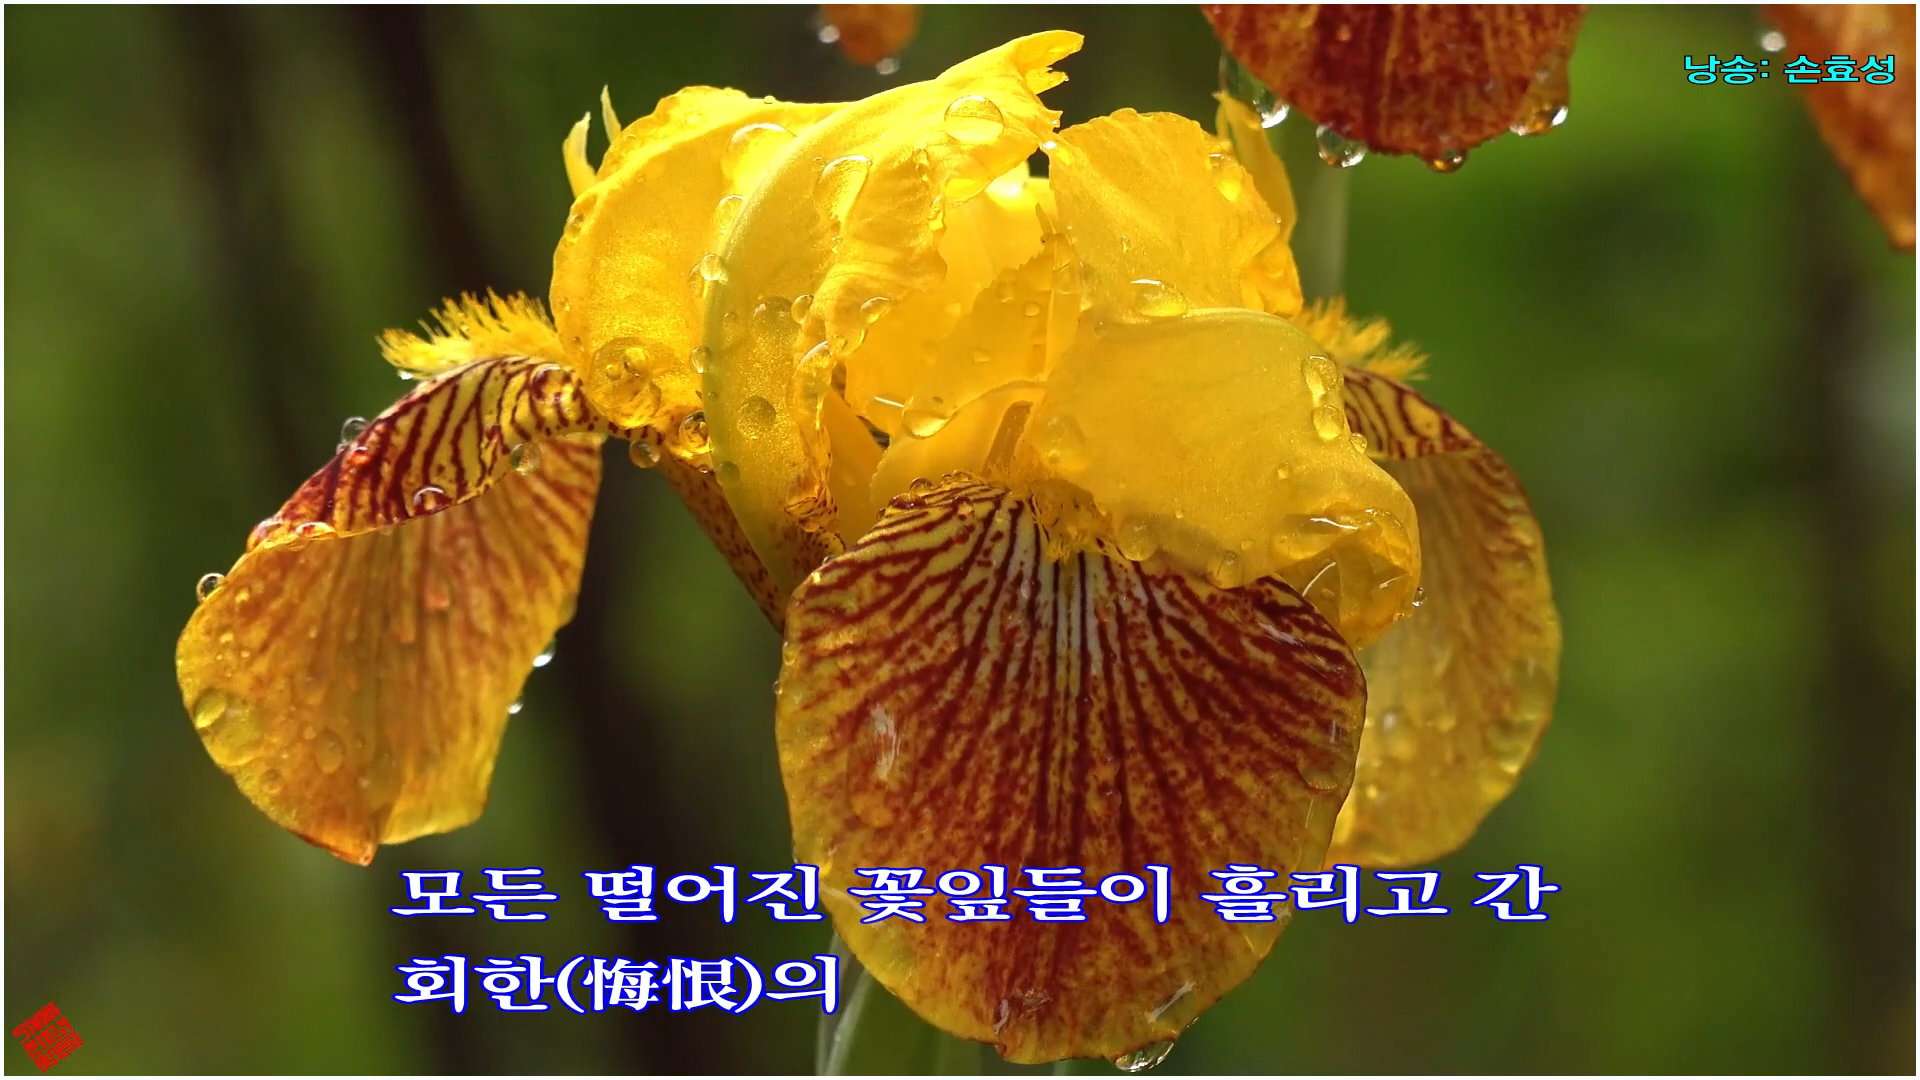 낭송: 손효성
모든 떨어진 꽃잎들이 흘리고 간
회한(悔恨)의